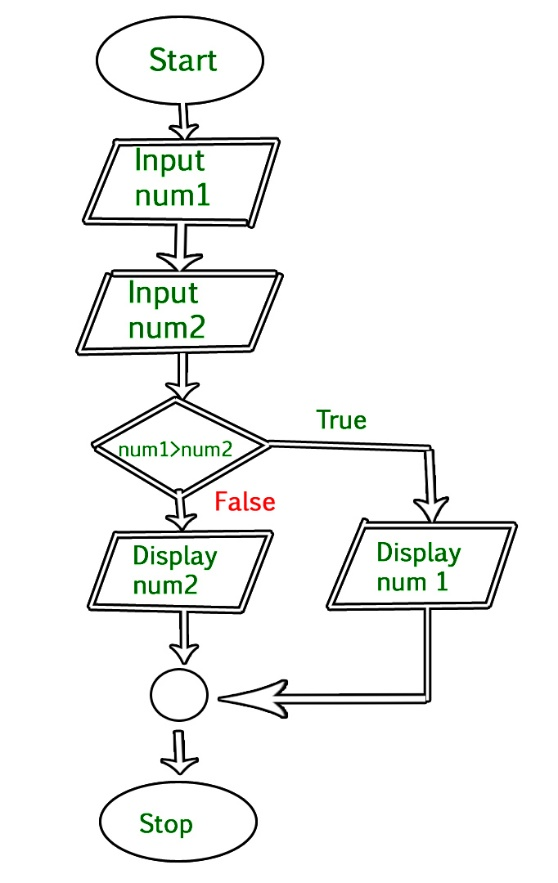 Start
Input
num1
Input
num2
num1>num2
True
False
Display
num2
Display
num 1
Stop